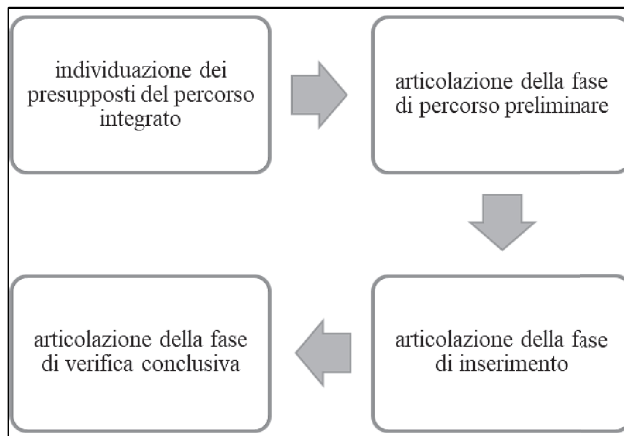 individuazione dei
presupposti del percorso
integrato
articolazione della fase
di percorso preliminare
articolazione della fase
di inserimento
articolazione della fase
di verifica conclusiva